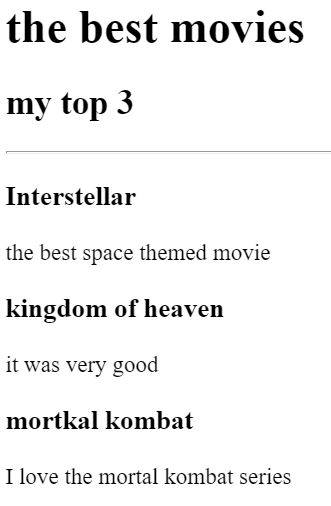 the best movies
my top 3
Interstellar
the best space themed movie
kingdom of heaven
it was very good
mortkal kombat
I love the mortal kombat series